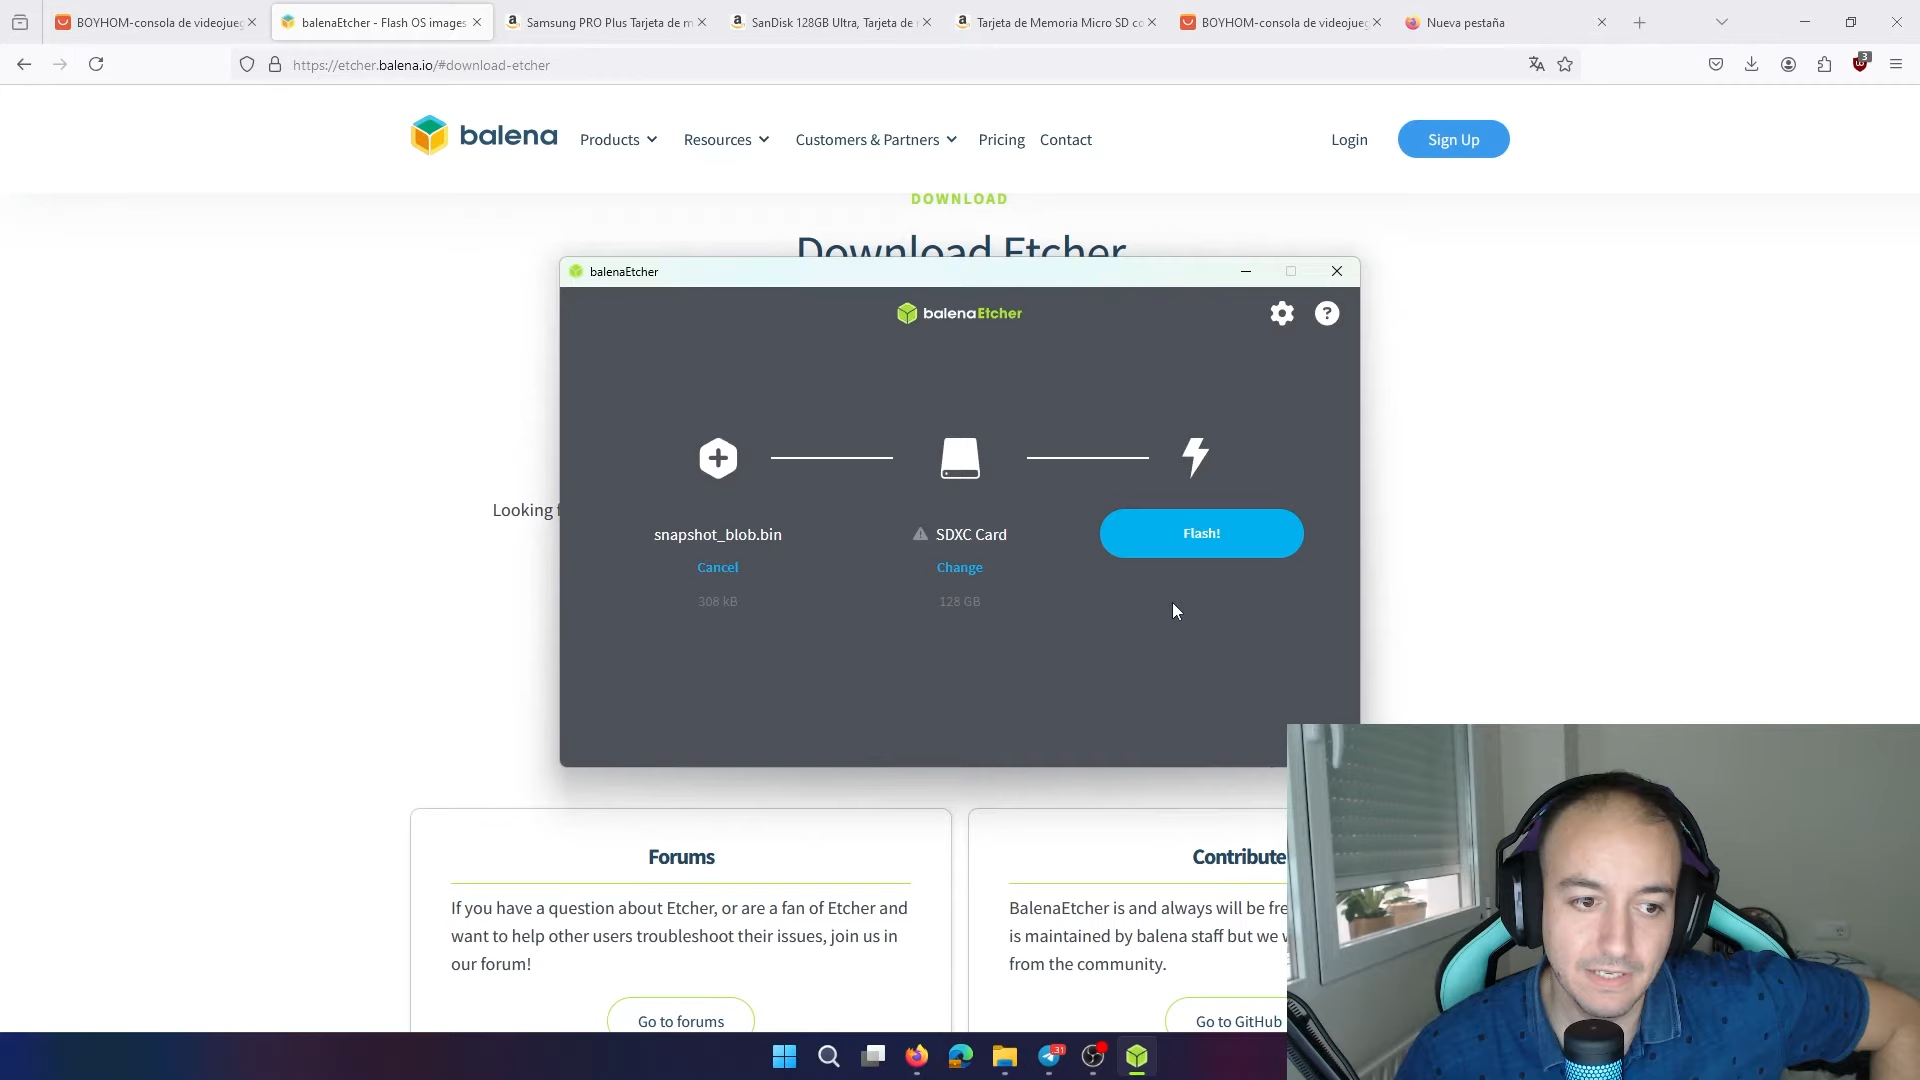 BOYHOM-consola de videojueg
balenaEtcher - Flash OS images
Samsung PRO Plus Tarjeta de m
SanDisk 128GB Ultra, Tarjeta de
Tarjeta de Memoria Micro SD co
BOYHOM-consola de videojueg
Nueva pestaña
https://etcher.balena.io/#download-etcher
3
balena
Products
Resources
Customers & Partners
Pricing
Contact
Login
Sign Up
DOWNLOAD
Download Etcher
balenaEtcher
balenaEtcher
?
Looking
snapshot_blob.bin
SDXC Card
Flash!
Cancel
Change
308 kB
128 GB
Forums
If you have a question about Etcher, or are a fan of Etcher and
want to help other users troubleshoot their issues, join us in
our forum!
Go to forums
Contribute
BalenaEtcher is and always will be fre
is maintained by balena staff but we
from the community.
Go to GitHub
31